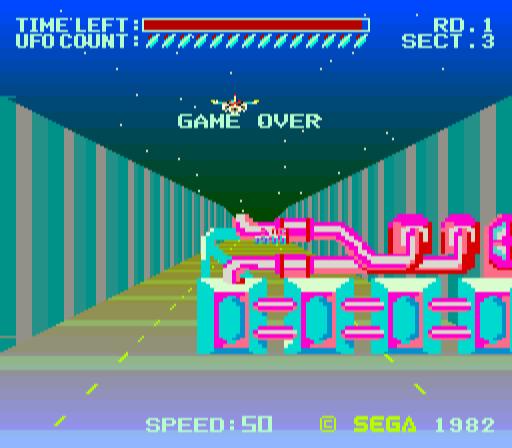 TIME LEFT: RD.1
UFO COUNT: SECT.3
GAME OVER
SPEED:50 © SEGA 1982